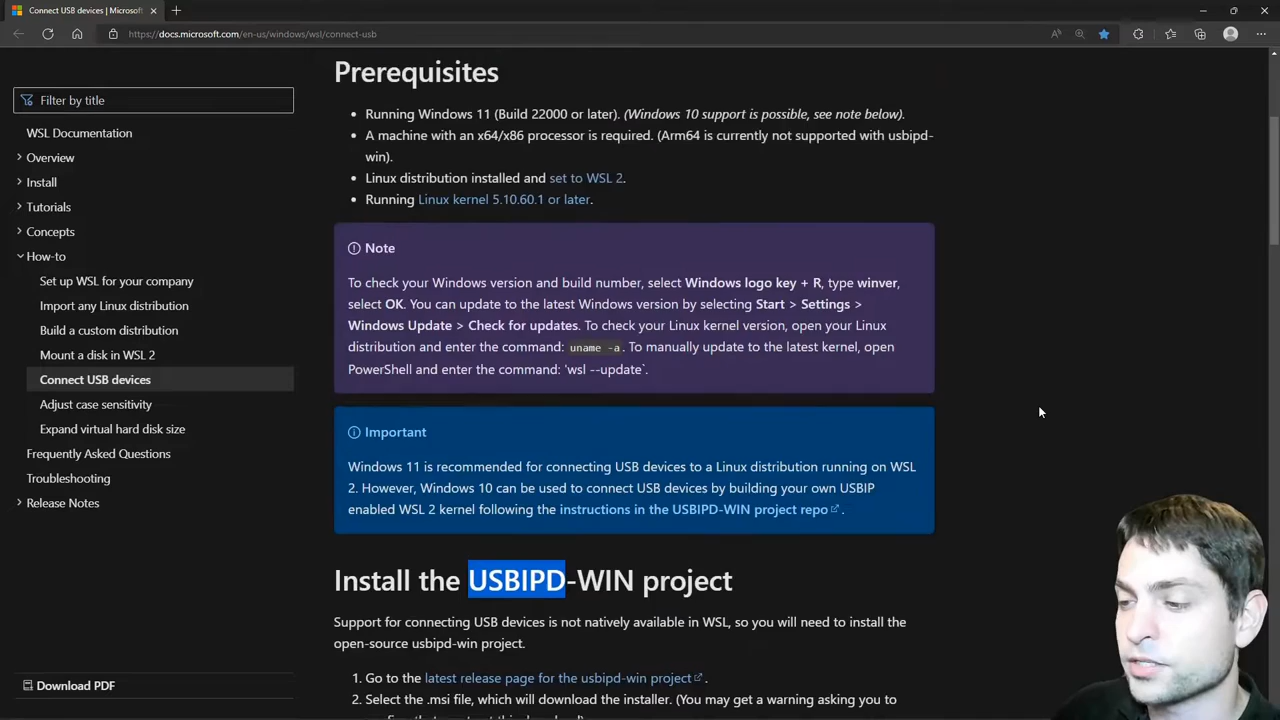 Connect USB devices | Microsoft
https://docs.microsoft.com/en-us/windows/wsl/connect-usb
Filter by title
WSL Documentation
Overview
Install
Tutorials
Concepts
How-to
Set up WSL for your company
Import any Linux distribution
Build a custom distribution
Mount a disk in WSL 2
Connect USB devices
Adjust case sensitivity
Expand virtual hard disk size
Frequently Asked Questions
Troubleshooting
Release Notes
Download PDF
Prerequisites
• Running Windows 11 (Build 22000 or later). (Windows 10 support is possible, see note below).
• A machine with an x64/x86 processor is required. (Arm64 is currently not supported with usbipd-
win).
• Linux distribution installed and set to WSL 2.
• Running Linux kernel 5.10.60.1 or later.
Note
To check your Windows version and build number, select Windows logo key + R, type winver,
select OK. You can update to the latest Windows version by selecting Start > Settings >
Windows Update > Check for updates. To check your Linux kernel version, open your Linux
distribution and enter the command: uname -a. To manually update to the latest kernel, open
PowerShell and enter the command: 'wsl --update`.
Important
Windows 11 is recommended for connecting USB devices to a Linux distribution running on WSL
2. However, Windows 10 can be used to connect USB devices by building your own USBIP
enabled WSL 2 kernel following the instructions in the USBIPD-WIN project repo.
Install the USBIPD-WIN project
Support for connecting USB devices is not natively available in WSL, so you will need to install the
open-source usbipd-win project.
1. Go to the latest release page for the usbipd-win project.
2. Select the .msi file, which will download the installer. (You may get a warning asking you to